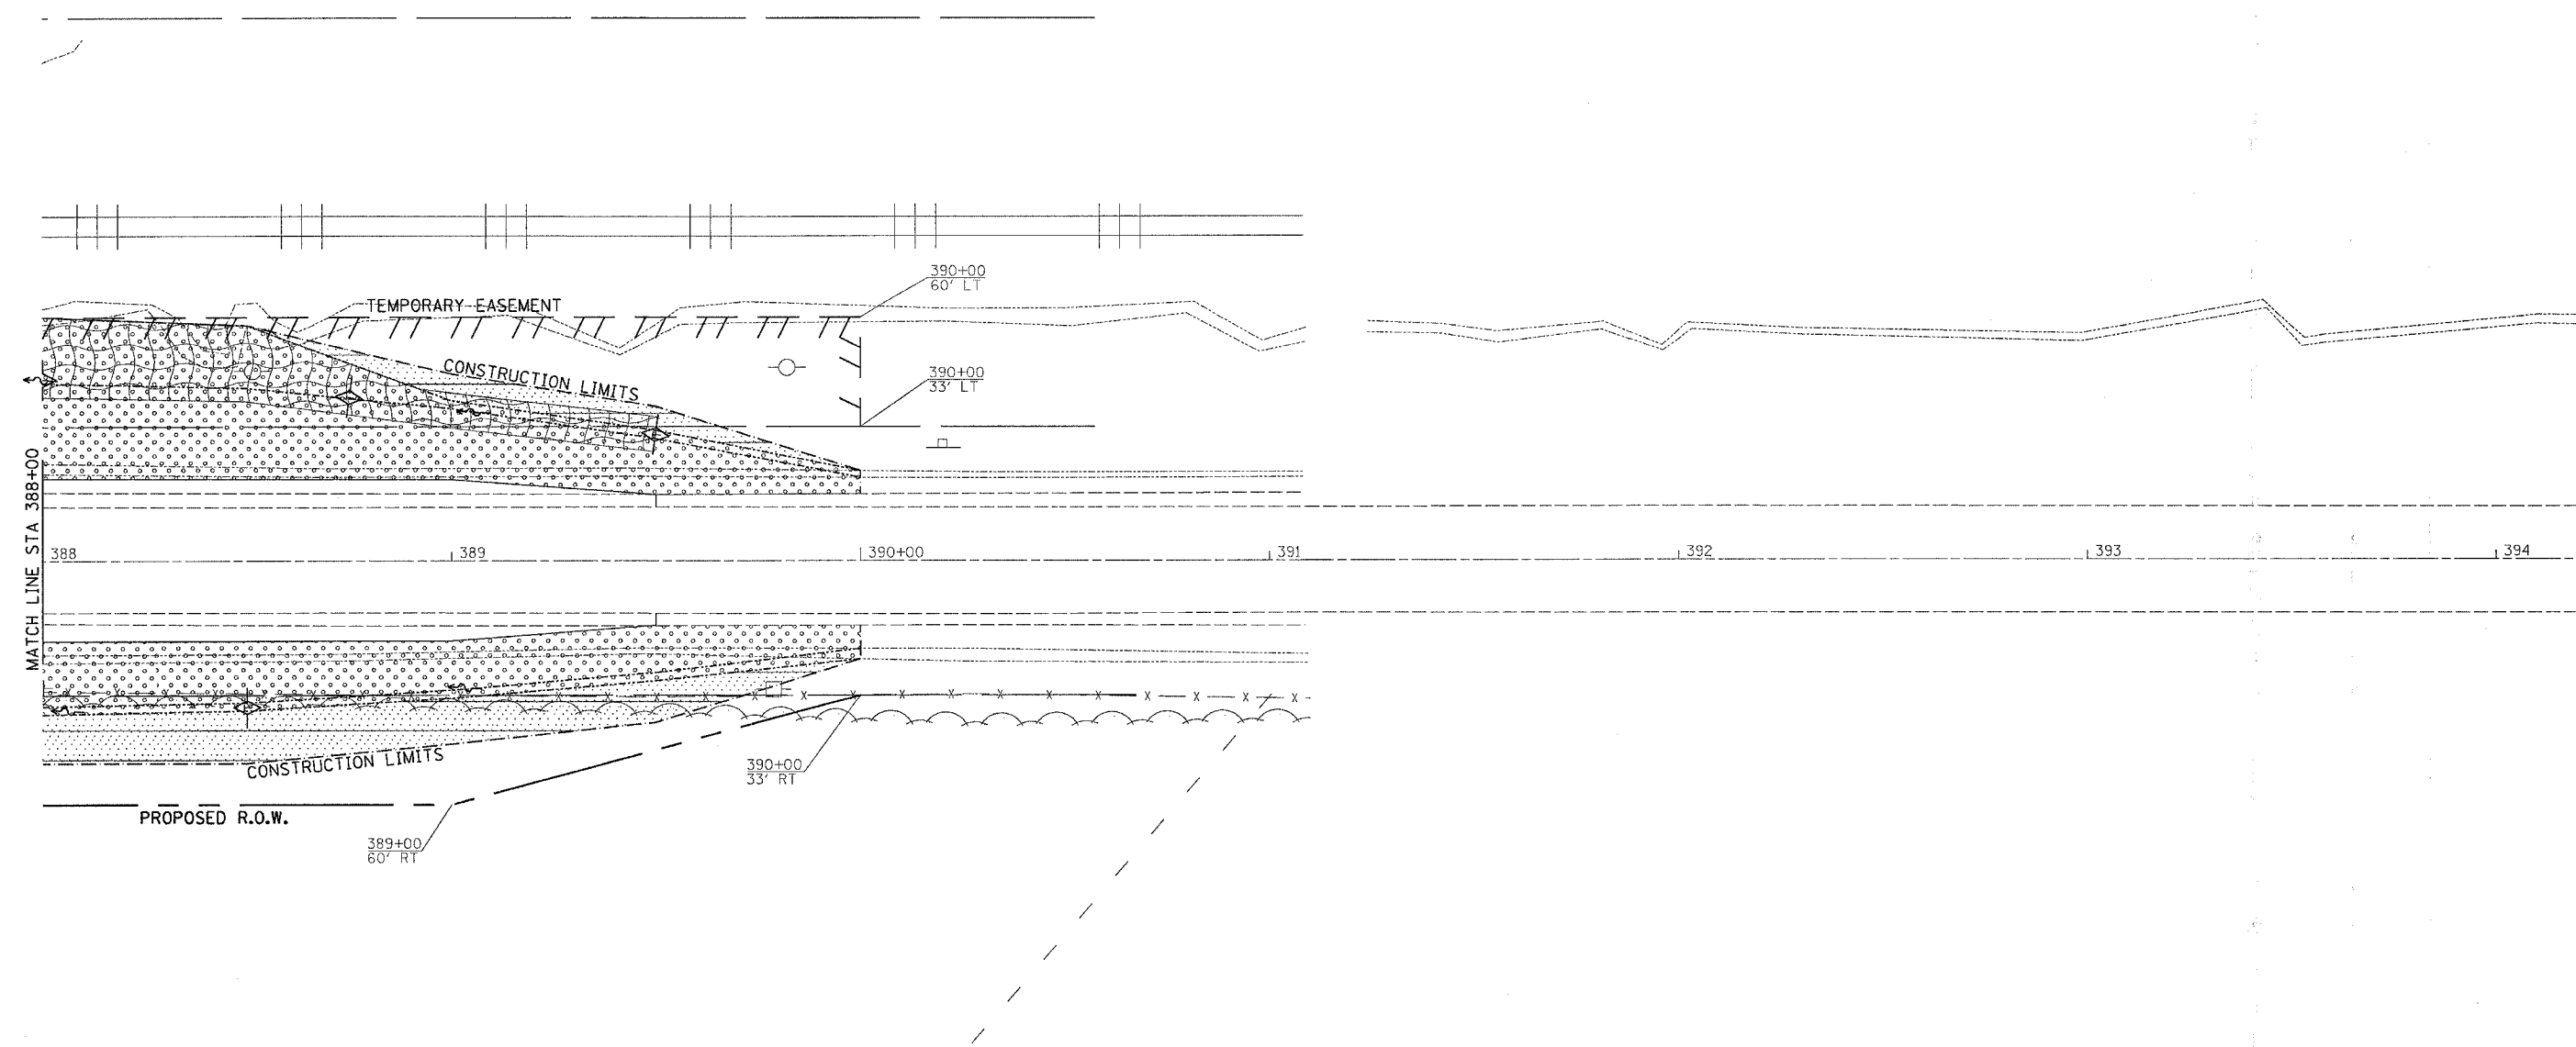 390+00
60' LT
TEMPORARY EASEMENT
CONSTRUCTION LIMITS
390+00
33' LT
MATCH LINE STA 388+00
388
389
390+00
391
392
393
394
X X X X X X X X X X X X X X X
CONSTRUCTION LIMITS
390+00
33' RT
PROPOSED R.O.W.
389+00
60' RT